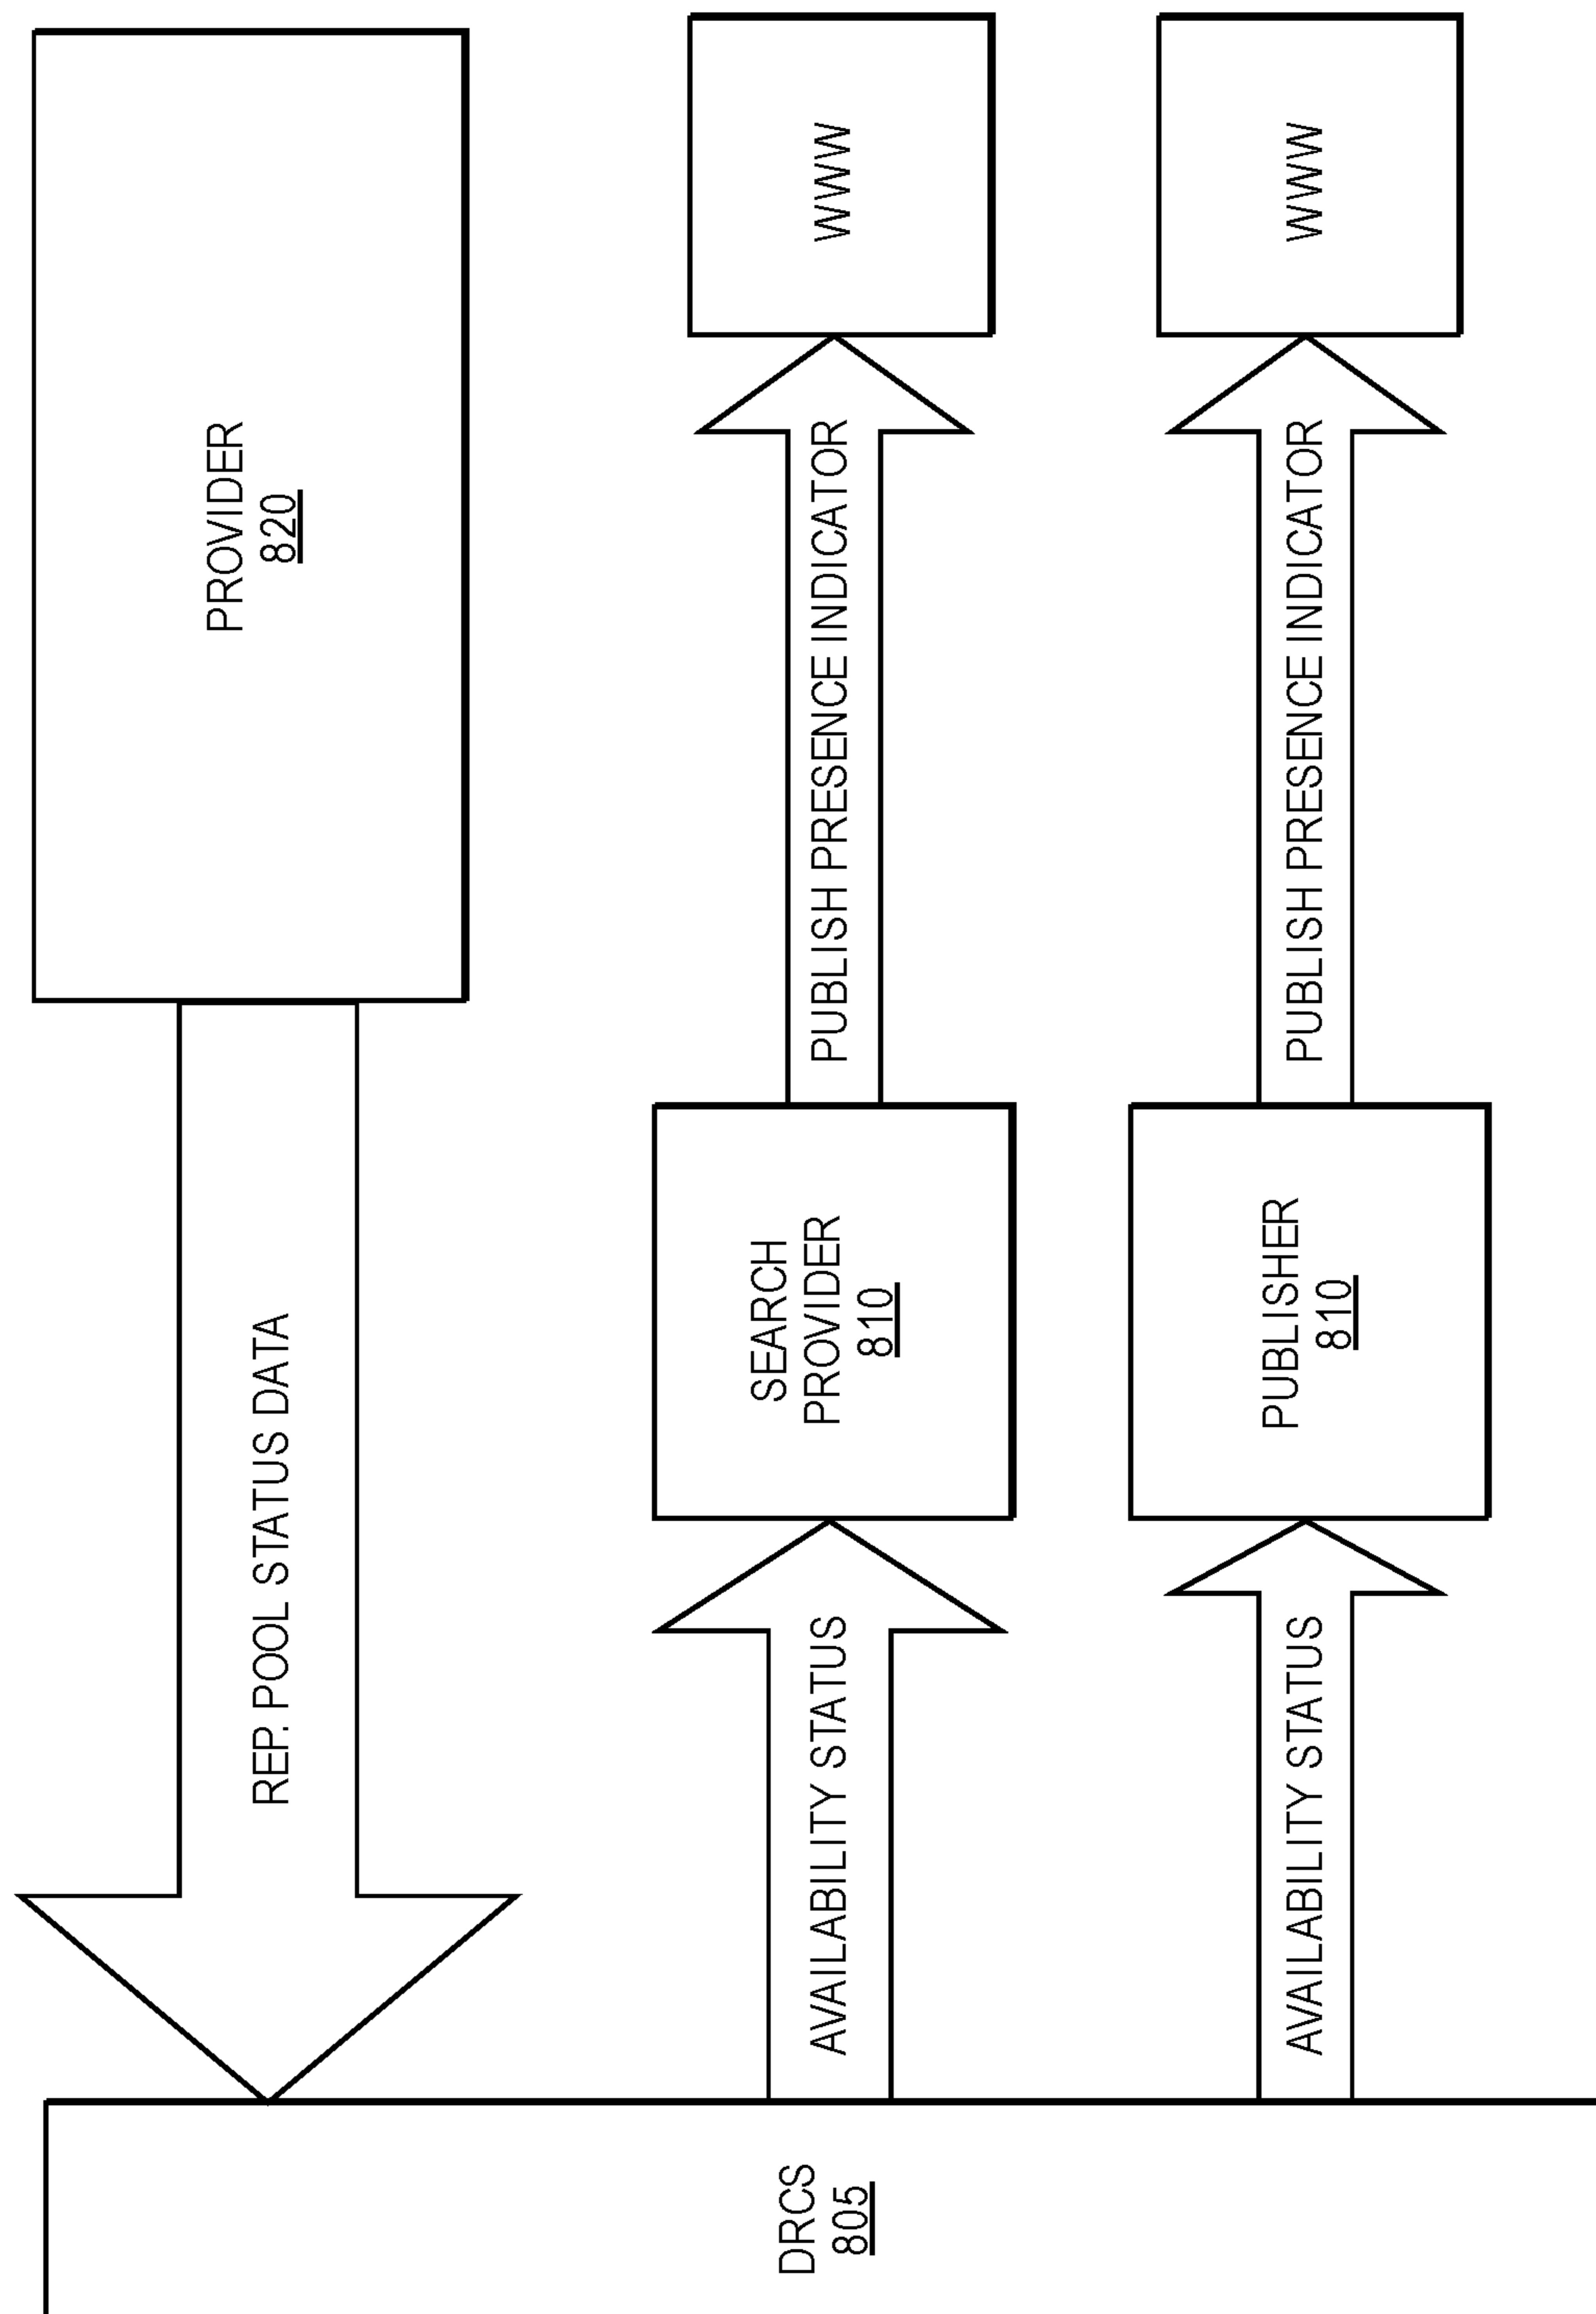 PROVIDER
820
REP. POOL STATUS DATA
WWW
PUBLISH PRESENCE INDICATOR
SEARCH
PROVIDER
810
AVAILABILITY STATUS
WWW
PUBLISH PRESENCE INDICATOR
PUBLISHER
810
AVAILABILITY STATUS
DRCS
805